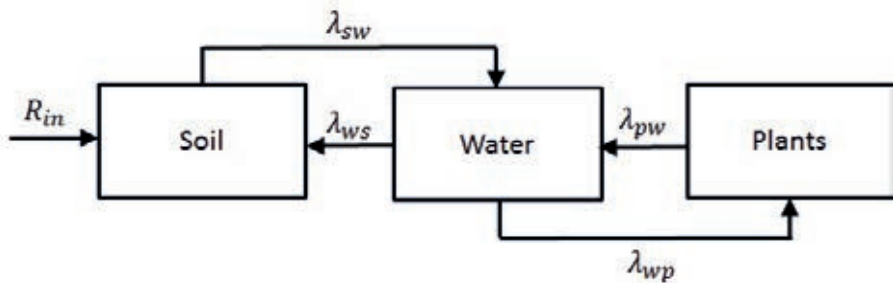 λsw
Rin
Soil
λws
Water
λpw
Plants
λwp